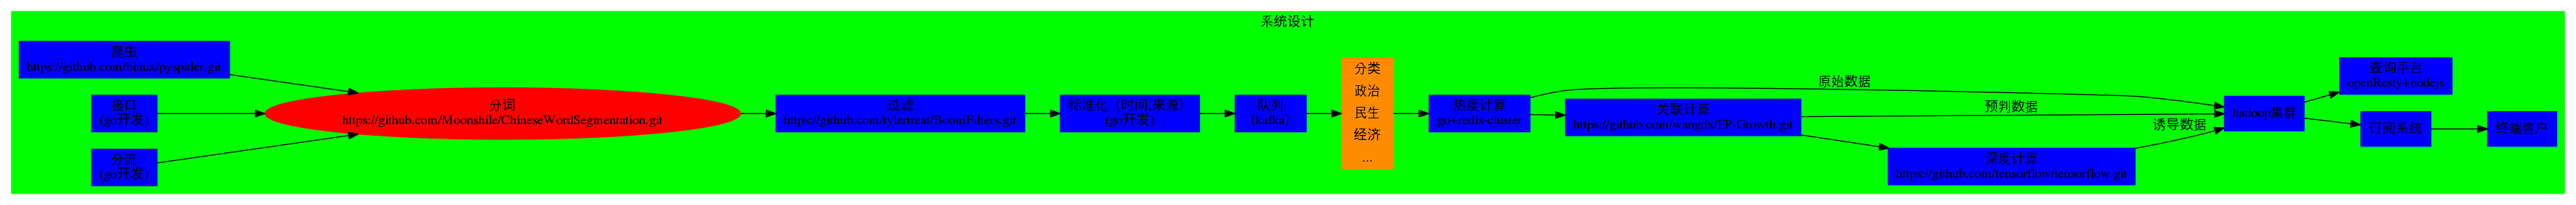 系统设计
爬虫
https://github.com/binux/pyspider.git
接口
(go开发)
分流
(go开发)
分词
https://github.com/Moonshile/ChineseWordSegmentation.git
过滤
https://github.com/tylertreat/BoomFilters.git
标准化（时间,来源）
(go开发)
队列
(kafka)
分类
政治
民生
经济
...
热度计算
go+redis-cluster
原始数据
关联计算
https://github.com/wangdx/FP-Growth.git
预判数据
深度计算
https://github.com/tensorflow/tensorflow.git
诱导数据
hadoop集群
查询平台
openResty+nodejs
订阅系统
终端客户